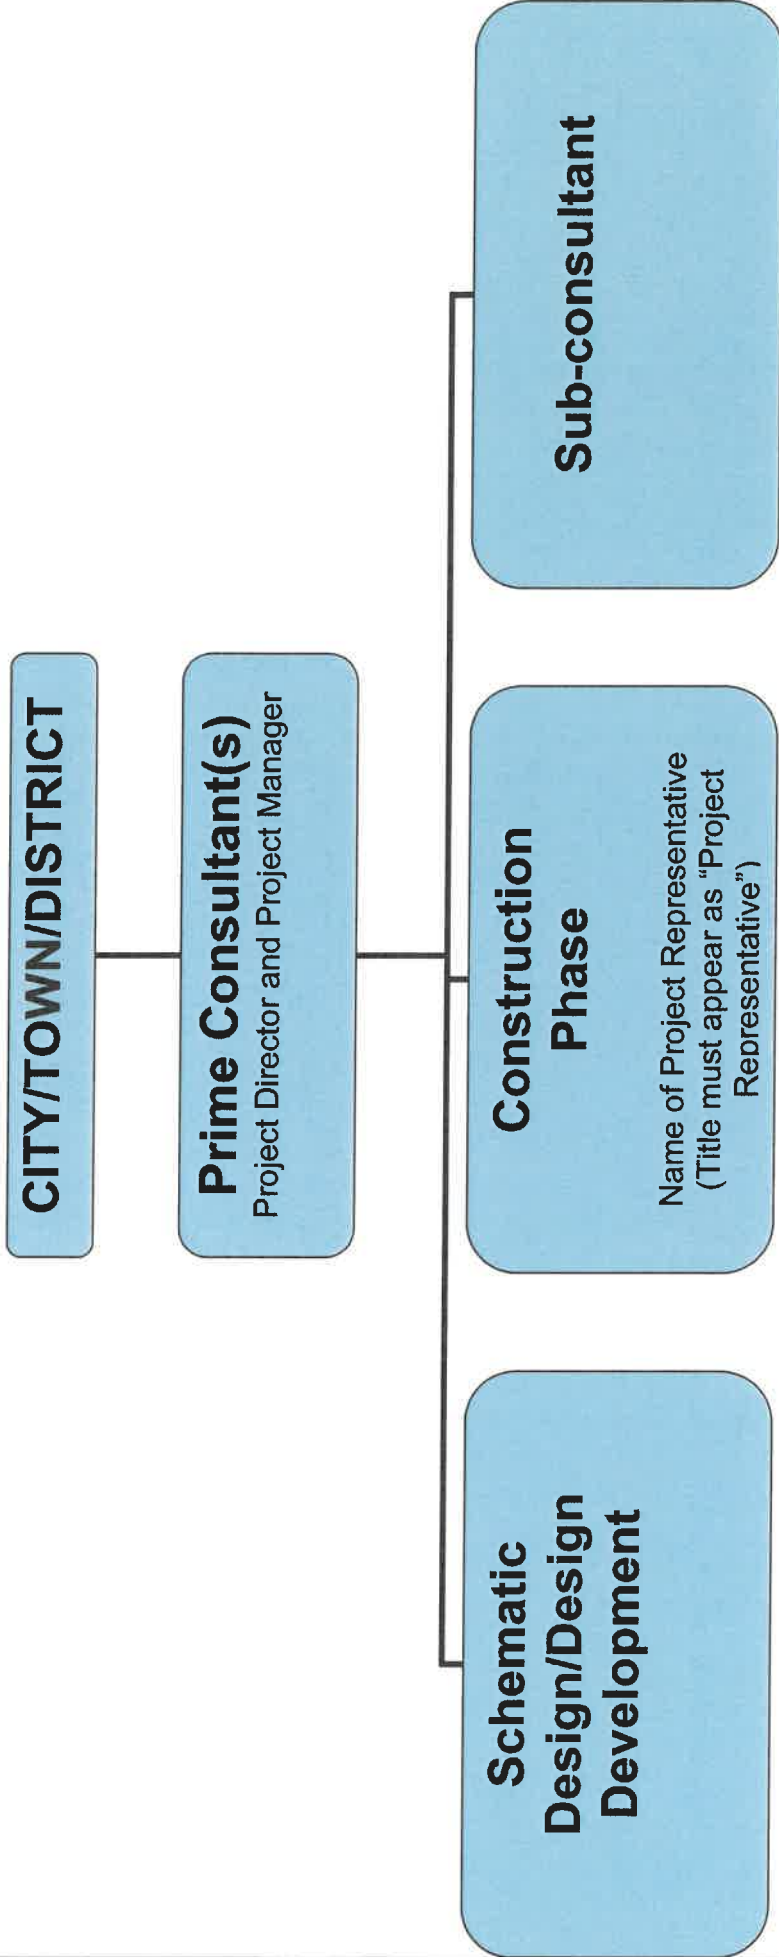 CITY/TOWN/DISTRICT
Prime Consultant(s)
Project Director and Project Manager
Schematic
Design/Design
Development
Construction
Phase
Name of Project Representative
(Title must appear as “Project
Representative”)
Sub-consultant